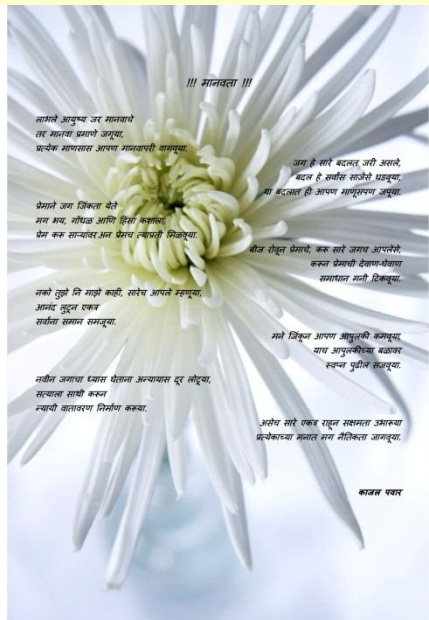 !!! मानवता !!!
लाभले आयुष्य जर मानवाचे
तर मानवा प्रमाणे जगूया,
प्रत्येक माणसास आपण मानवापरी वागवूया.
जग हे सारे बदलत जरी असले,
बदल हे सर्वास साजेसे घडवूया,
या बदलात ही आपण माणूसपण जपूया.
प्रेमाने जग जिंकता येते
मग भय, गोंधळ आणि हिंसा कशाला,
प्रेम करू साऱ्यांवर अन प्रेमच त्याप्रती मिळवूया.
बीज रोवून प्रेमाचे, करू सारे जगच आपलेसे,
करुन प्रेमाची देवाण-घेवाण
समाधान मनी टिकवूया.
नको तुझे नि माझे काही, सारेच आपले म्हणूया,
आनंद लुटून एकत्र
सर्वांना समान समजूया.
मने जिंकून आपण आपुलकी कमवूया,
याच आपुलकीच्या बळावर
स्वप्न पुढील सजवूया.
नवीन जगाचा ध्यास घेताना अन्यायास दूर लोटूया,
सत्याला साथी करून
न्यायी वातावरण निर्माण करूया.
असेच सारे एकत्र राहून सक्षमता उभारूया
प्रत्येकाच्या मनात मग नैतिकता जागवूया.
काजल पवार